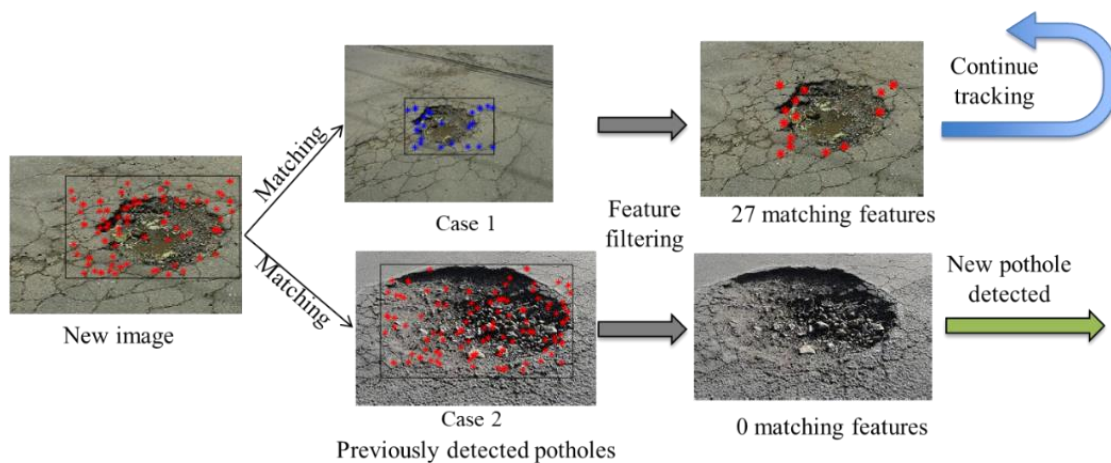 New image
Matching
Matching
Case 1
Case 2
Previously detected potholes
Feature
filtering
27 matching features
0 matching features
Continue
tracking
New pothole
detected